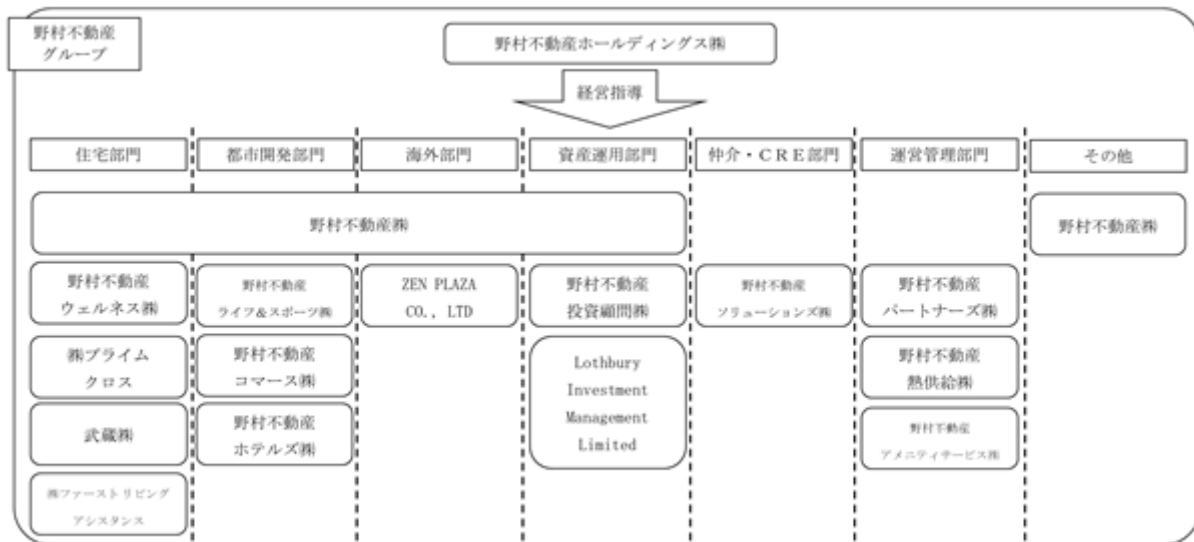 野村不動産
グループ
野村不動産ホールディングス㈱
経営指導
住宅部門
都市開発部門
海外部門
資産運用部門
仲介・CRE部門
運営管理部門
その他
野村不動産㈱
野村不動産㈱
野村不動産
ウェルネス㈱
野村不動産
ライフ&スポーツ㈱
ZEN PLAZA
CO., LTD
野村不動産
投資顧問㈱
野村不動産
ソリューションズ㈱
野村不動産
パートナーズ㈱
㈱プライム
クロス
野村不動産
コマース㈱
Lothbury
Investment
Management
Limited
野村不動産
熱供給㈱
武蔵㈱
野村不動産
ホテルズ㈱
野村不動産
アメニティサービス㈱
㈱ファーストリビング
アシスタンス